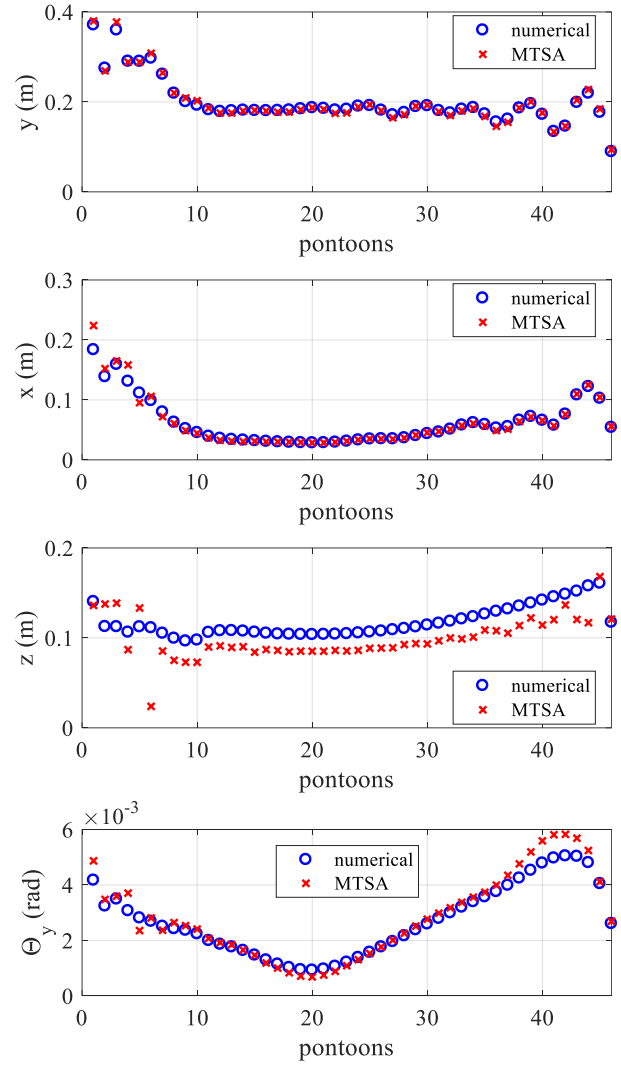 0.4
0.2
0
y (m)
numerical
MTSA
0 10 20 30 40
pontoons
0.3
0.2
0.1
0
x (m)
numerical
MTSA
0 10 20 30 40
pontoons
0.2
0.1
0
z (m)
numerical
MTSA
0 10 20 30 40
pontoons
×10⁻³
6
4
2
0
Θ_y (rad)
numerical
MTSA
0 10 20 30 40
pontoons